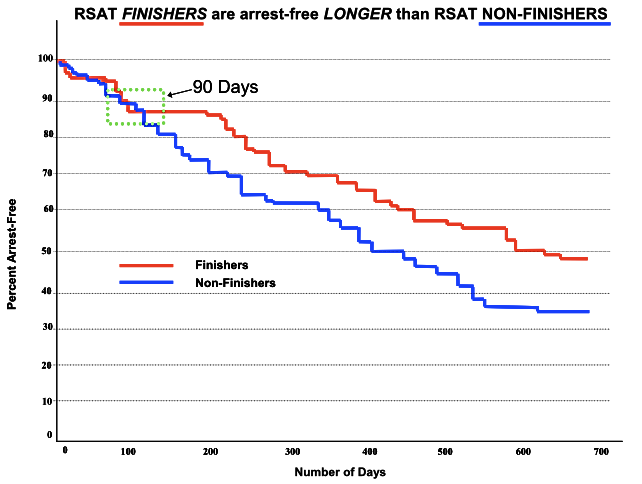 RSAT FINISHERS are arrest-free LONGER than RSAT NON-FINISHERS
100
90 Days
90
80
70
60
50
Finishers
Non-Finishers
40
30
20
10
0
Percent Arrest-Free
0 100 200 300 400 500 600 700
Number of Days